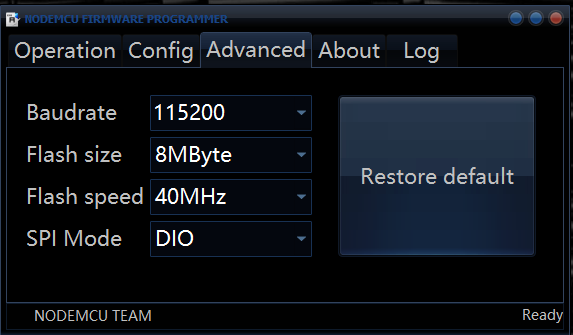 NODEMCU FIRMWARE PROGRAMMER
Operation Config Advanced About Log
Baudrate 115200
Flash size 8MByte
Flash speed 40MHz
SPI Mode DIO
Restore default
NODEMCU TEAM Ready